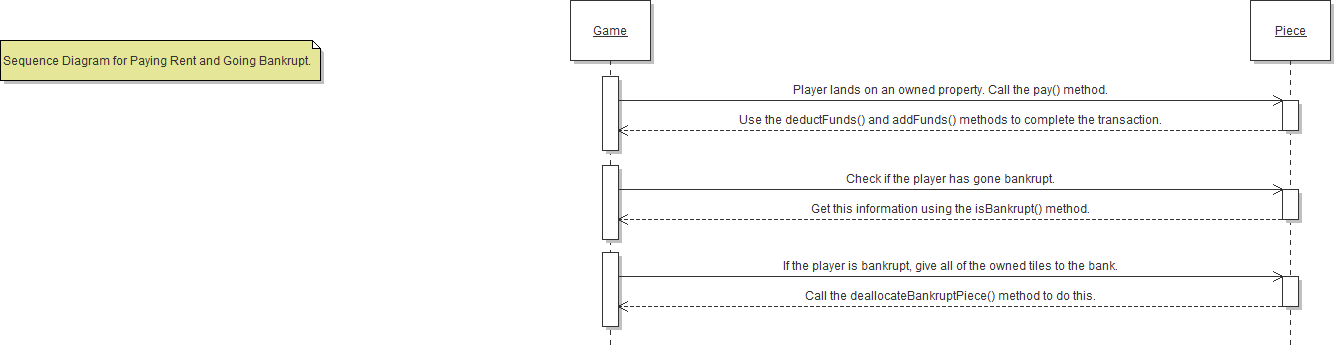 Game
Piece
Sequence Diagram for Paying Rent and Going Bankrupt.
Player lands on an owned property. Call the pay() method.
Use the deductFunds() and addFunds() methods to complete the transaction.
Check if the player has gone bankrupt.
Get this information using the isBankrupt() method.
If the player is bankrupt, give all of the owned tiles to the bank.
Call the deallocateBankruptPiece() method to do this.